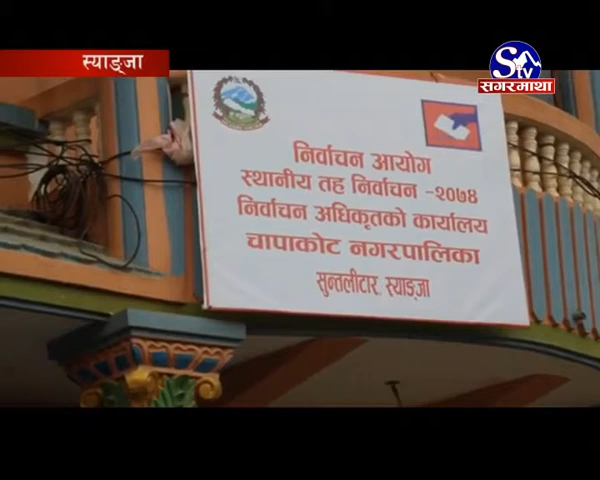 स्याङ्जा
STV
सगरमाथा
निर्वाचन आयोग
स्थानीय तह निर्वाचन -२०७४
निर्वाचन अधिकृतको कार्यालय
चापाकोट नगरपालिका
सुन्तलीटार, स्याङ्जा